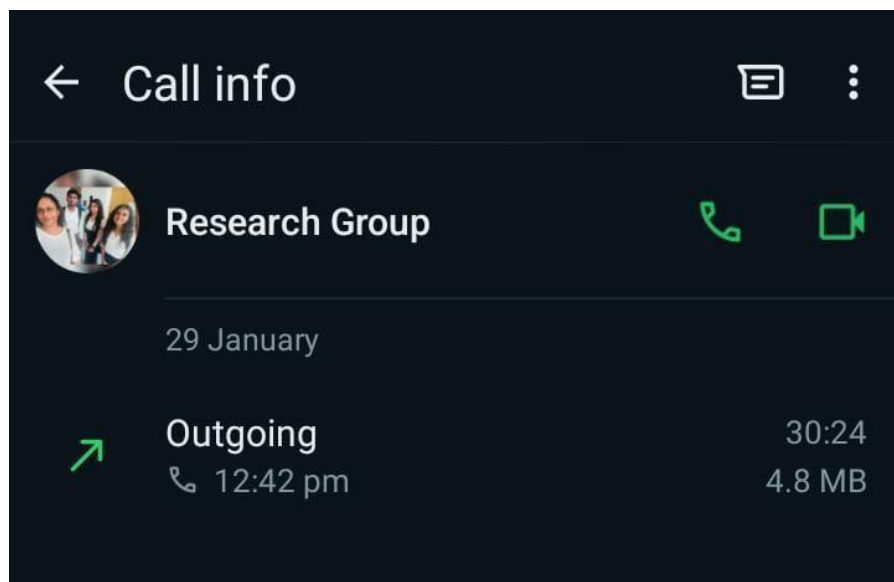 Call info
Research Group
29 January
Outgoing 30:24
12:42 pm 4.8 MB